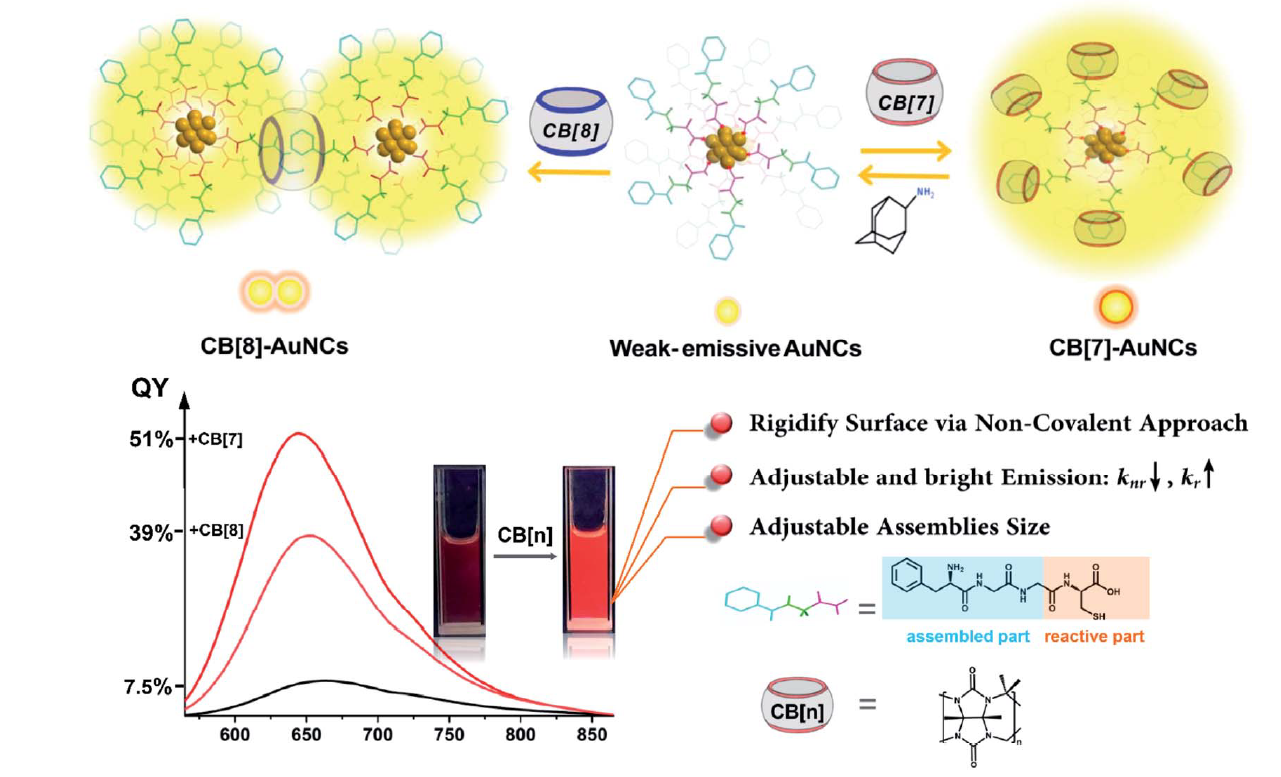 CB[8]
CB[7]
NH2
CB[8]-AuNCs
Weak-emissive AuNCs
CB[7]-AuNCs
QY
51%
+CB[7]
39%
+CB[8]
7.5%
600
650
700
750
800
850
CB[n]
Rigidify Surface via Non-Covalent Approach
Adjustable and bright Emission: knr↓, kr↑
Adjustable Assemblies Size
=
NH2
O
H
N
O
N
H
O
H
N
O
OH
SH
assembled part
reactive part
CB[n]
=
O
N
N
N
N
O
n